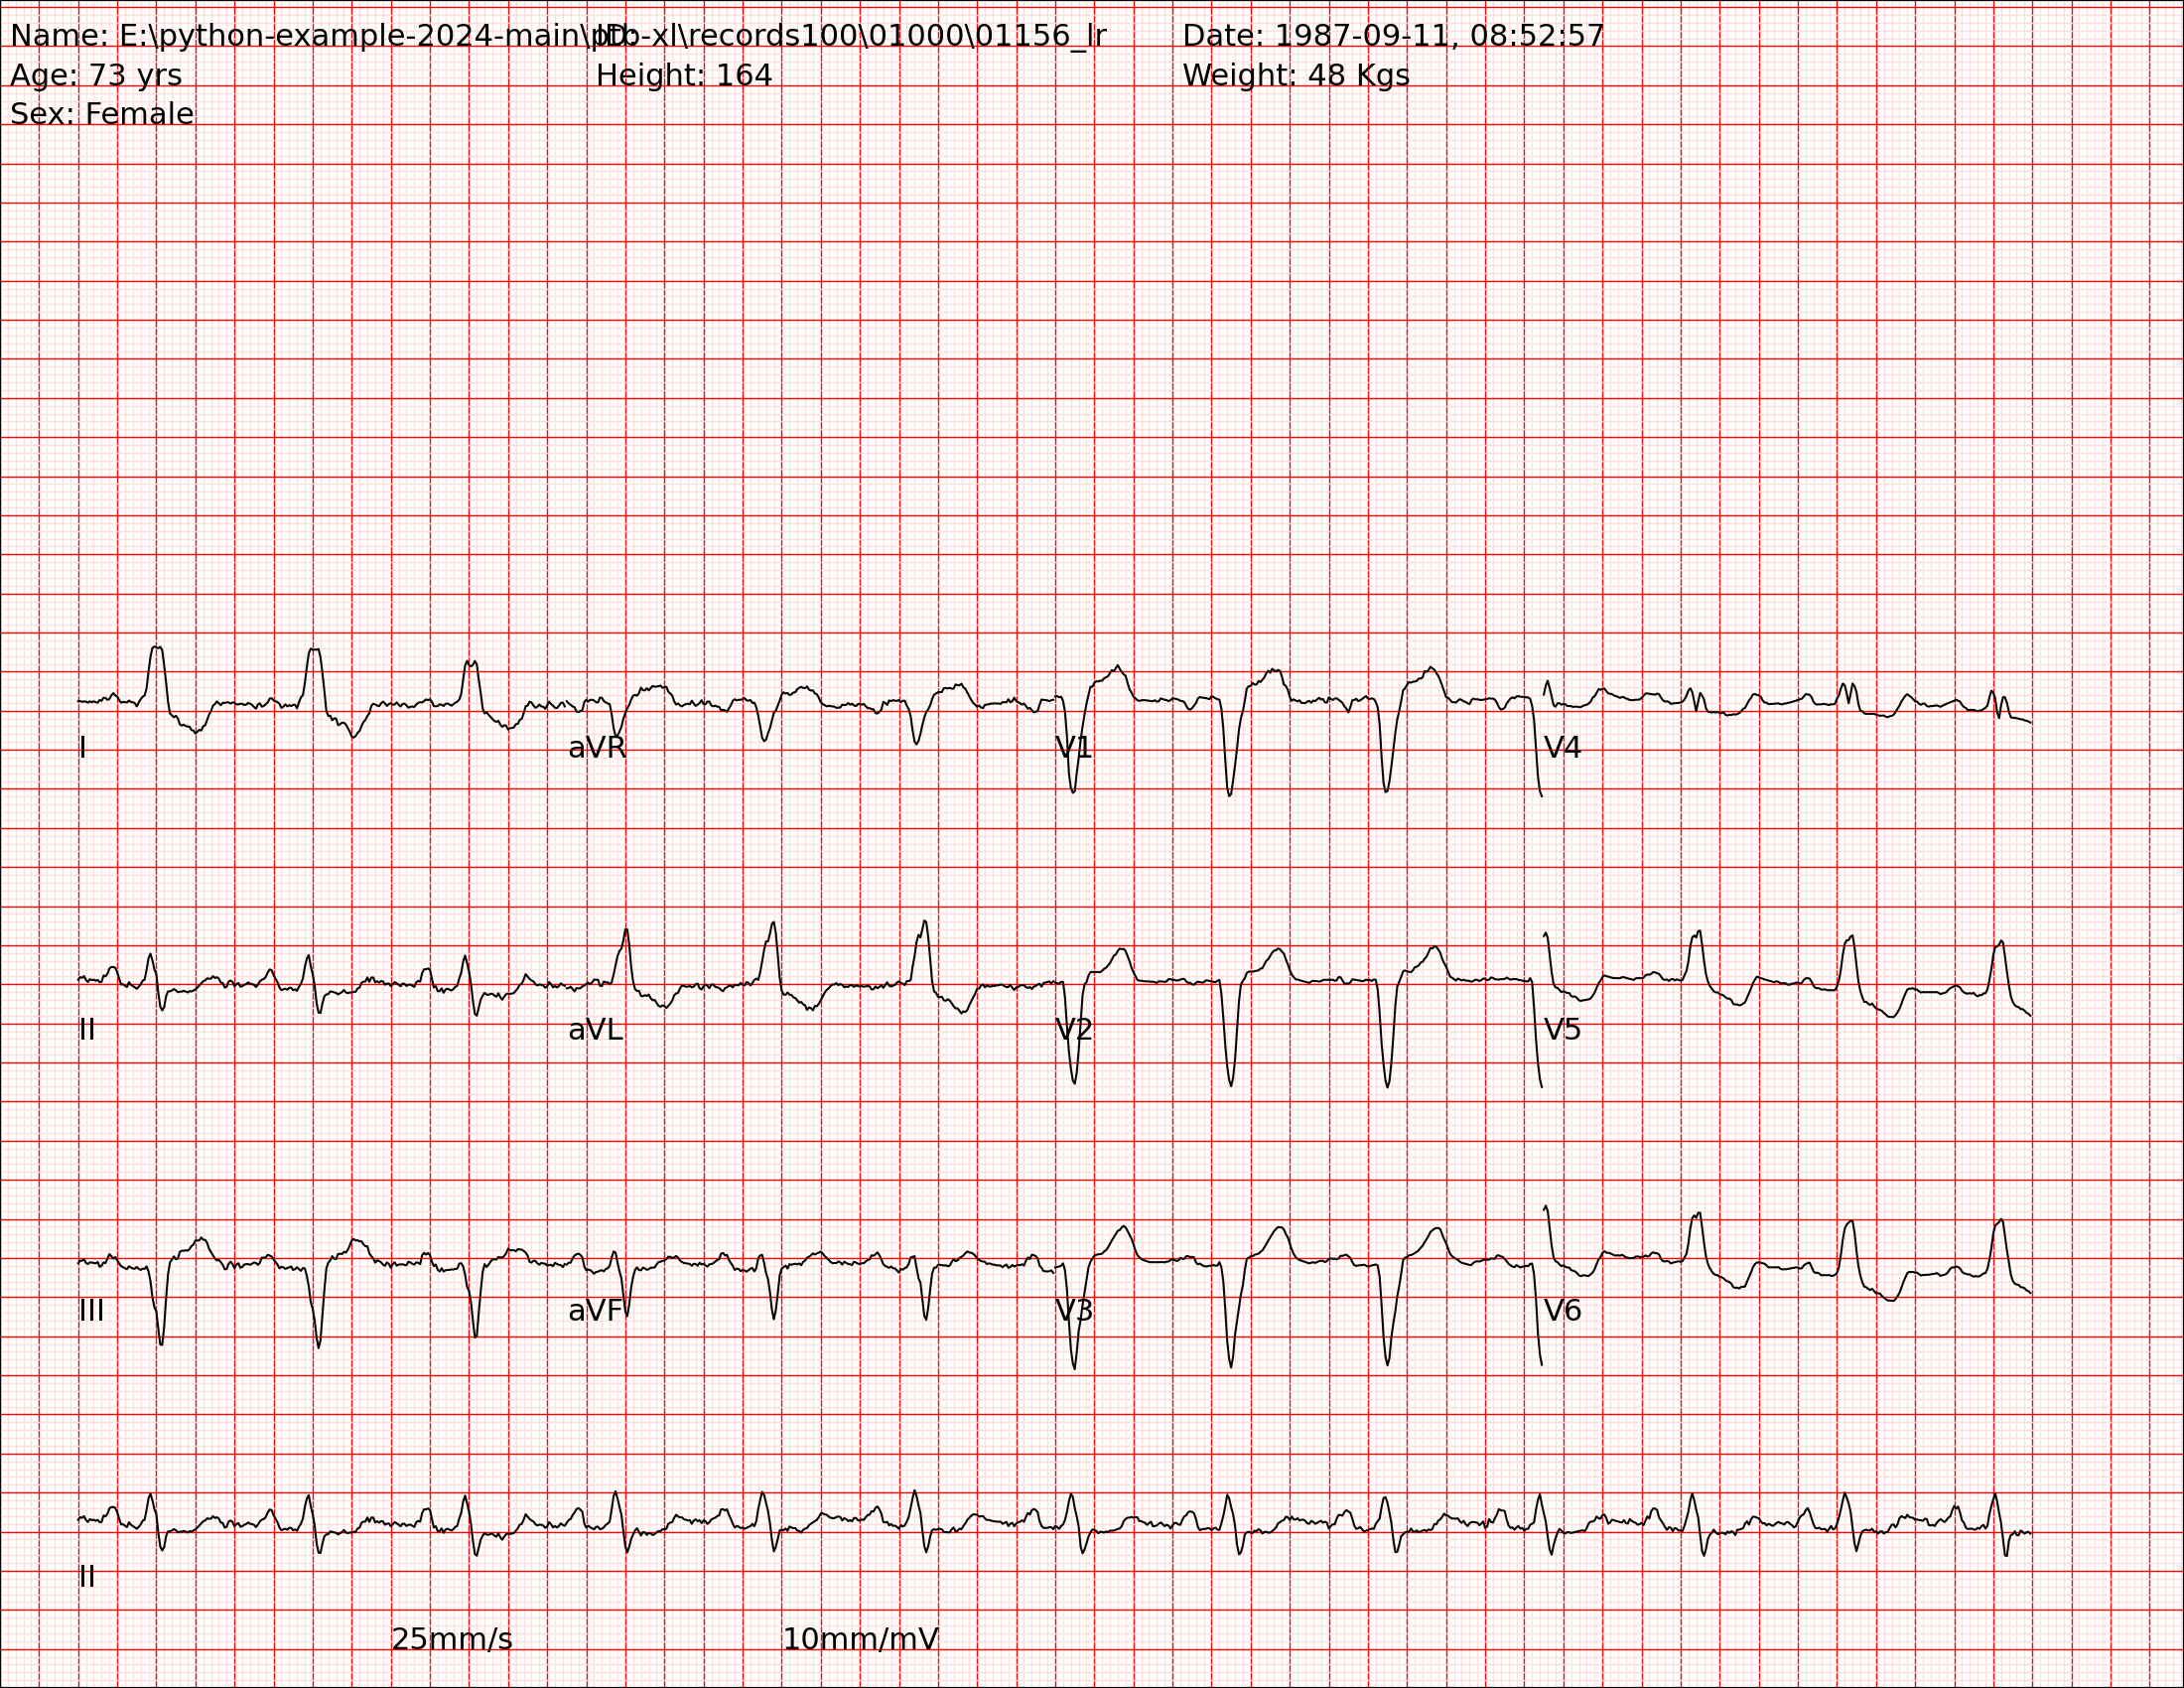 Name: E:\python-example-2024-main\ptb-xl\records100\01000\01156_lr ID: Date: 1987-09-11, 08:52:57
Age: 73 yrs Height: 164 Weight: 48 Kgs
Sex: Female
I aVR V1 V4
II aVL V2 V5
III aVF V3 V6
II
25mm/s 10mm/mV